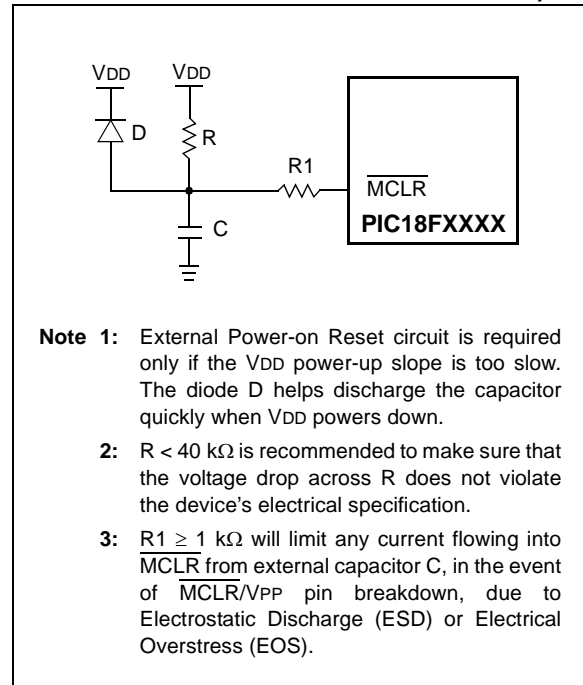 VDD VDD
D
R
R1
MCLR
PIC18FXXXX
C
Note 1: External Power-on Reset circuit is required
only if the VDD power-up slope is too slow.
The diode D helps discharge the capacitor
quickly when VDD powers down.
2: R < 40 kΩ is recommended to make sure that
the voltage drop across R does not violate
the device's electrical specification.
3: R1 ≥ 1 kΩ will limit any current flowing into
MCLR from external capacitor C, in the event
of MCLR/VPP pin breakdown, due to
Electrostatic Discharge (ESD) or Electrical
Overstress (EOS).